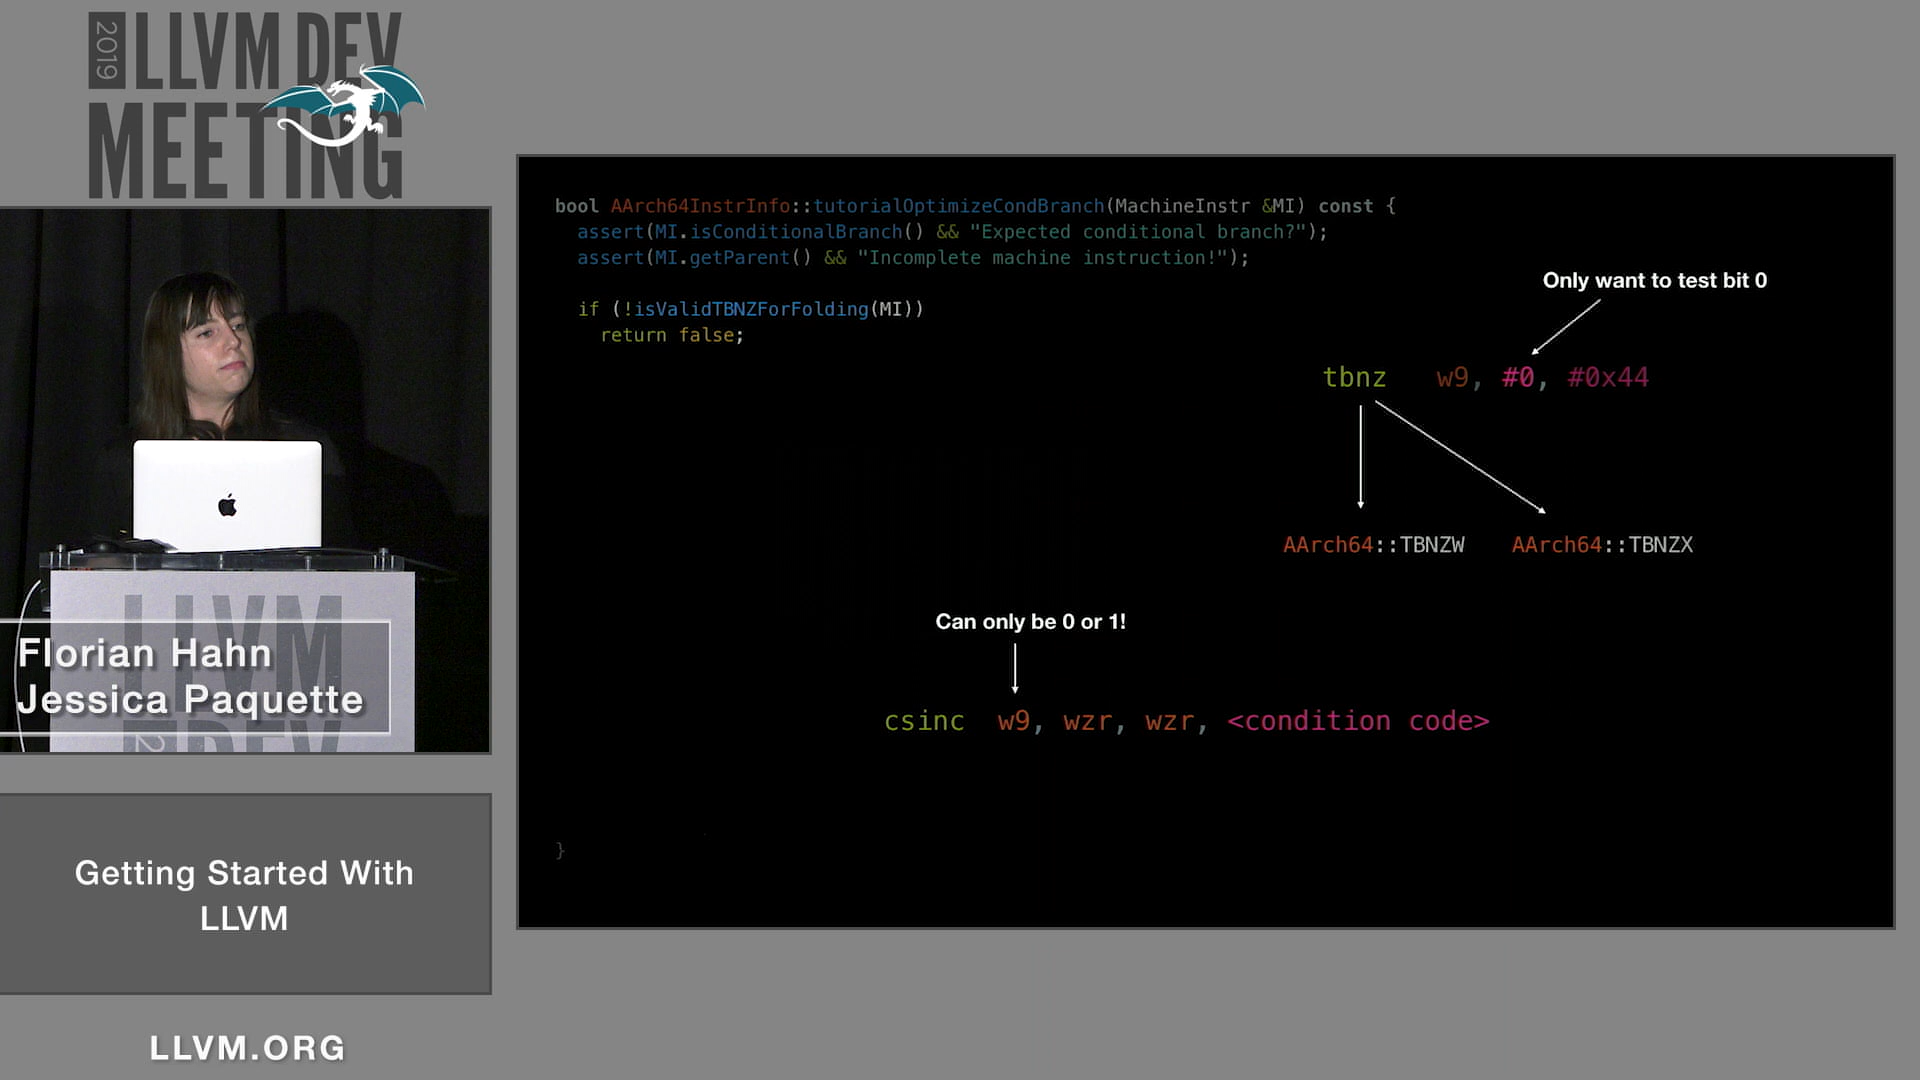 2019
LLVM DEV
MEETING
bool AArch64InstrInfo::tutorialOptimizeCondBranch(MachineInstr &MI) const {
assert(MI.isConditionalBranch() && "Expected conditional branch?");
assert(MI.getParent() && "Incomplete machine instruction!");
if (!isValidTBNZForFolding(MI))
return false;
Only want to test bit 0
tbnz w9, #0, #0x44
AArch64::TBNZW AArch64::TBNZX
Can only be 0 or 1!
csinc w9, wzr, wzr, <condition code>
}
LLVM
Florian Hahn
Jessica Paquette
Getting Started With
LLVM
LLVM.ORG